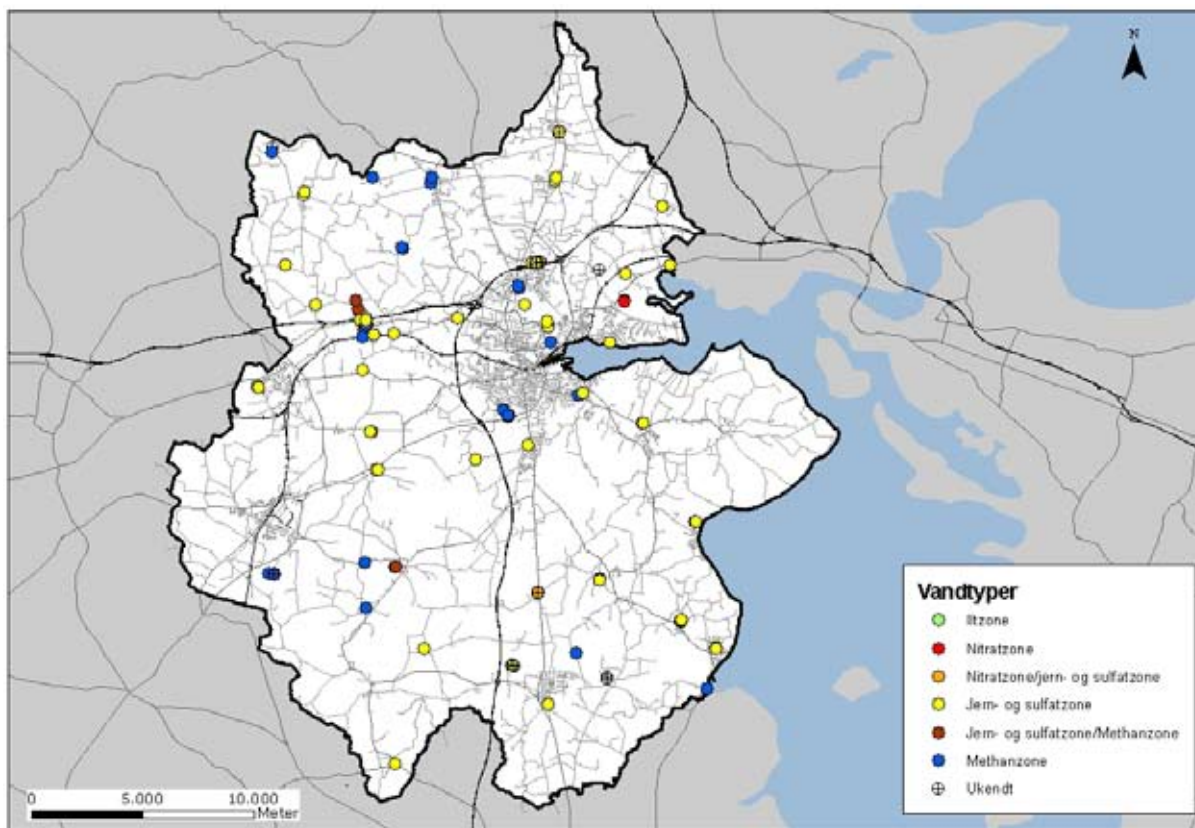 N
Vandtyper
Iltzone
Nitratzone
Nitratzone/jern- og sulfatzone
Jern- og sulfatzone
Jern- og sulfatzone/Methanzone
Methanzone
Ukendt
0 5.000 10.000
Meter